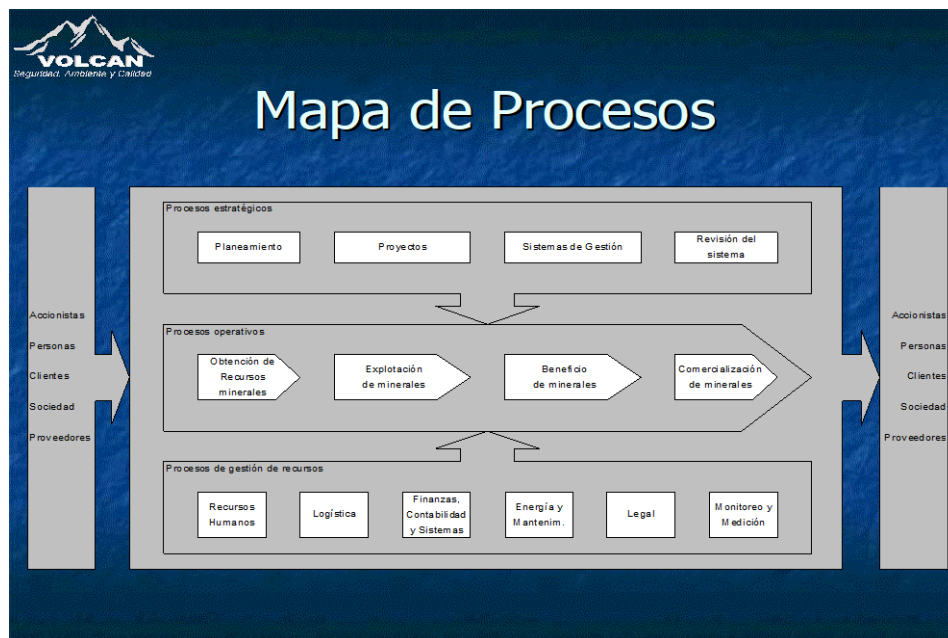 VOLCAN
Seguridad, Ambiente y Calidad
Mapa de Procesos
Accionistas
Personas
Clientes
Sociedad
Proveedores
Procesos estratégicos
Planeamiento
Proyectos
Sistemas de Gestión
Revisión del
sistema
Procesos operativos
Obtención de
Recursos
minerales
Explotación
de minerales
Beneficio
de minerales
Comercialización
de minerales
Procesos de gestión de recursos
Recursos
Humanos
Logística
Finanzas,
Contabilidad
y Sistemas
Energía y
Mantenim.
Legal
Monitoreo y
Medición
Accionistas
Personas
Clientes
Sociedad
Proveedores